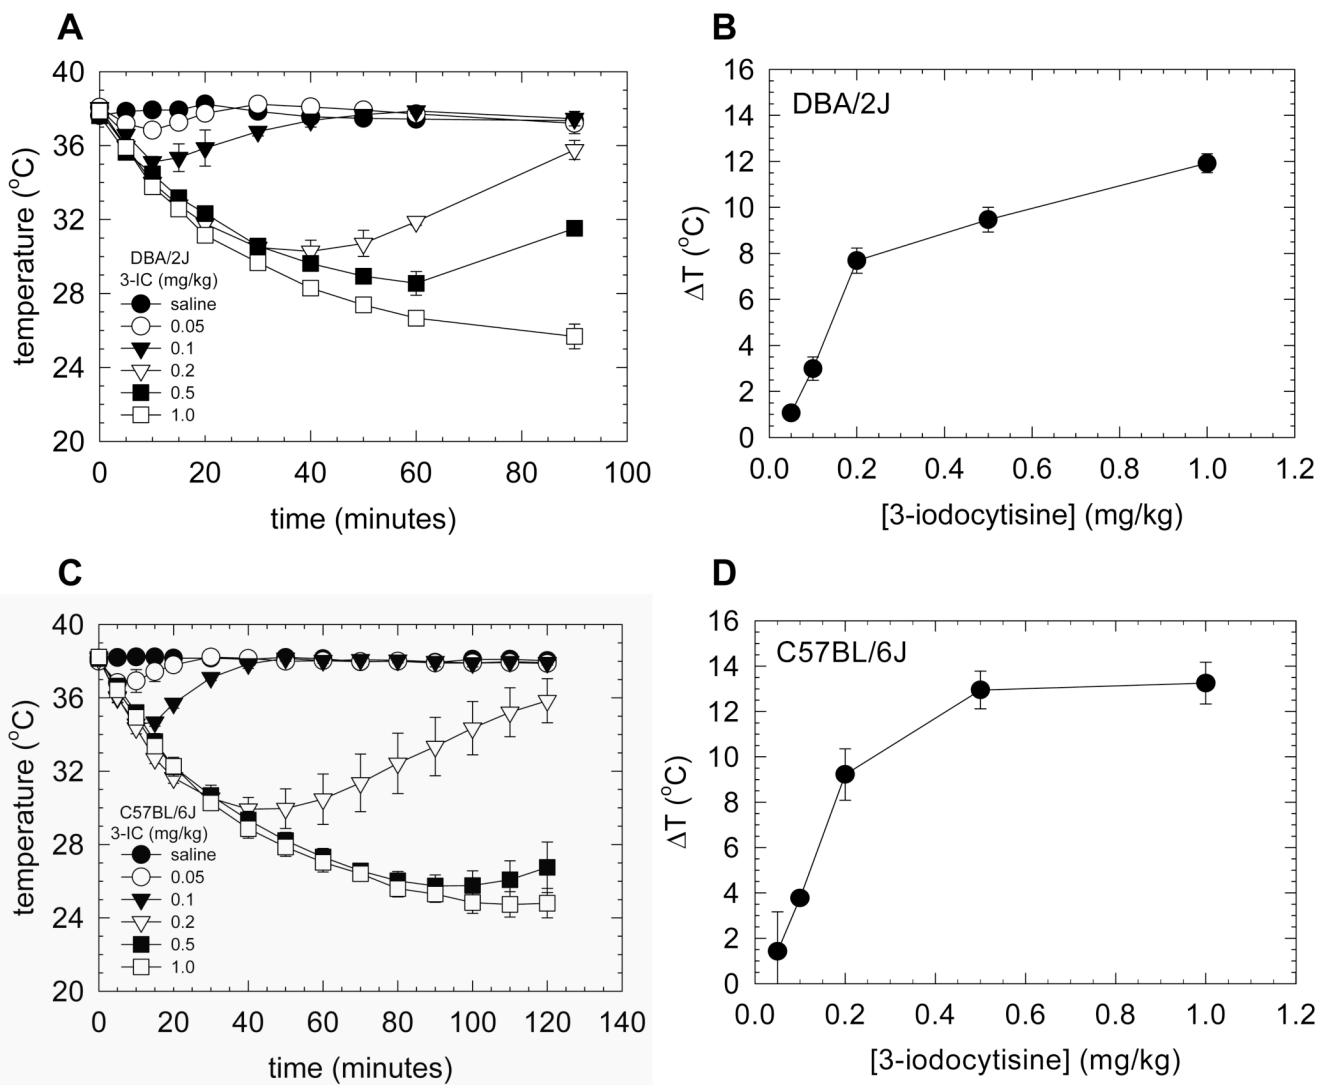 A
40
36
32
28
24
20
temperature (°C)
DBA/2J
3-IC (mg/kg)
saline
0.05
0.1
0.2
0.5
1.0
0 20 40 60 80 100
time (minutes)
B
16
14
12
10
8
6
4
2
0
ΔT (°C)
DBA/2J
0.0 0.2 0.4 0.6 0.8 1.0 1.2
[3-iodocytisine] (mg/kg)
C
40
36
32
28
24
20
temperature (°C)
C57BL/6J
3-IC (mg/kg)
saline
0.05
0.1
0.2
0.5
1.0
0 20 40 60 80 100 120 140
time (minutes)
D
16
14
12
10
8
6
4
2
0
ΔT (°C)
C57BL/6J
0.0 0.2 0.4 0.6 0.8 1.0 1.2
[3-iodocytisine] (mg/kg)